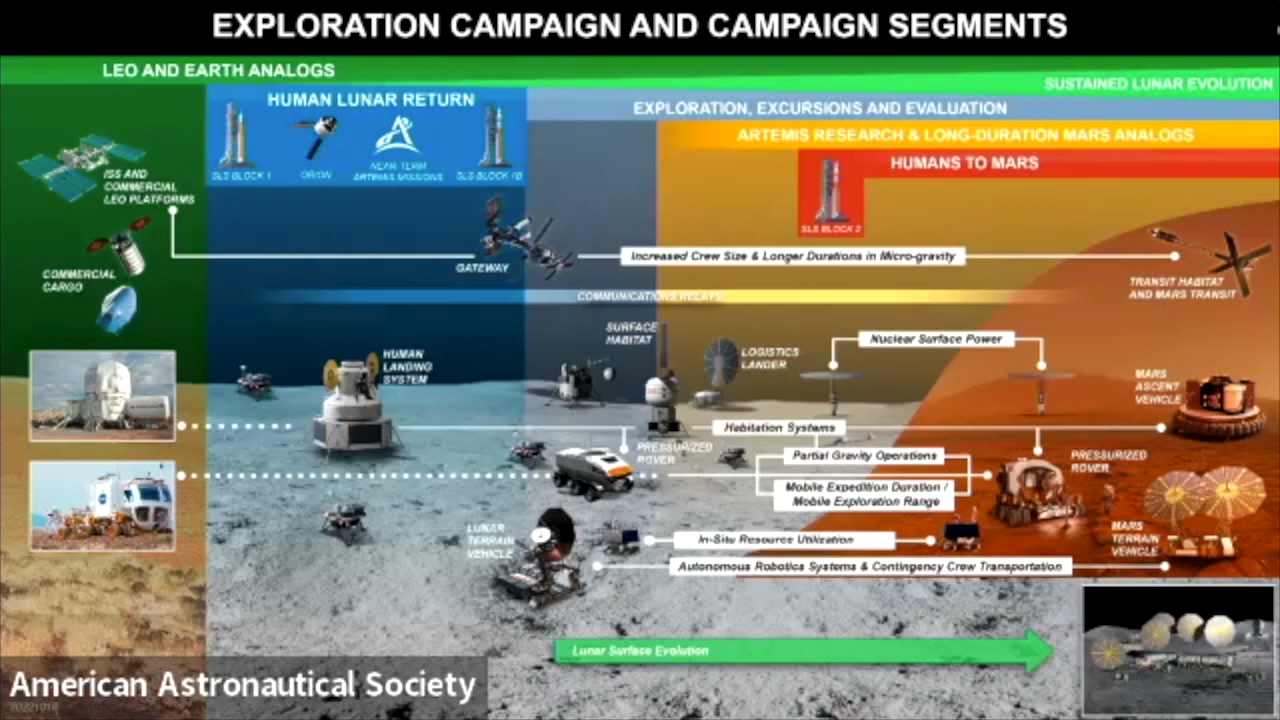 EXPLORATION CAMPAIGN AND CAMPAIGN SEGMENTS
LEO AND EARTH ANALOGS
SUSTAINED LUNAR EVOLUTION
HUMAN LUNAR RETURN
EXPLORATION, EXCURSIONS AND EVALUATION
ARTEMIS RESEARCH & LONG-DURATION MARS ANALOGS
HUMANS TO MARS
SLS BLOCK 1
ORION
NEAR TERM
ARTEMIS MISSIONS
SLS BLOCK 1B
SLS BLOCK 2
ISS AND
COMMERCIAL
LEO PLATFORMS
COMMERCIAL
CARGO
GATEWAY
Increased Crew Size & Longer Durations in Micro-gravity
TRANSIT HABITAT
AND MARS TRANSIT
COMMUNICATIONS RELAYS
SURFACE
HABITAT
HUMAN
LANDING
SYSTEM
LOGISTICS
LANDER
Nuclear Surface Power
MARS
ASCENT
VEHICLE
Habitation Systems
PRESSURIZED
ROVER
Partial Gravity Operations
Mobile Expedition Duration /
Mobile Exploration Range
PRESSURIZED
ROVER
LUNAR
TERRAIN
VEHICLE
In-Situ Resource Utilization
MARS
TERRAIN
VEHICLE
Autonomous Robotics Systems & Contingency Crew Transportation
Lunar Surface Evolution
American Astronautical Society